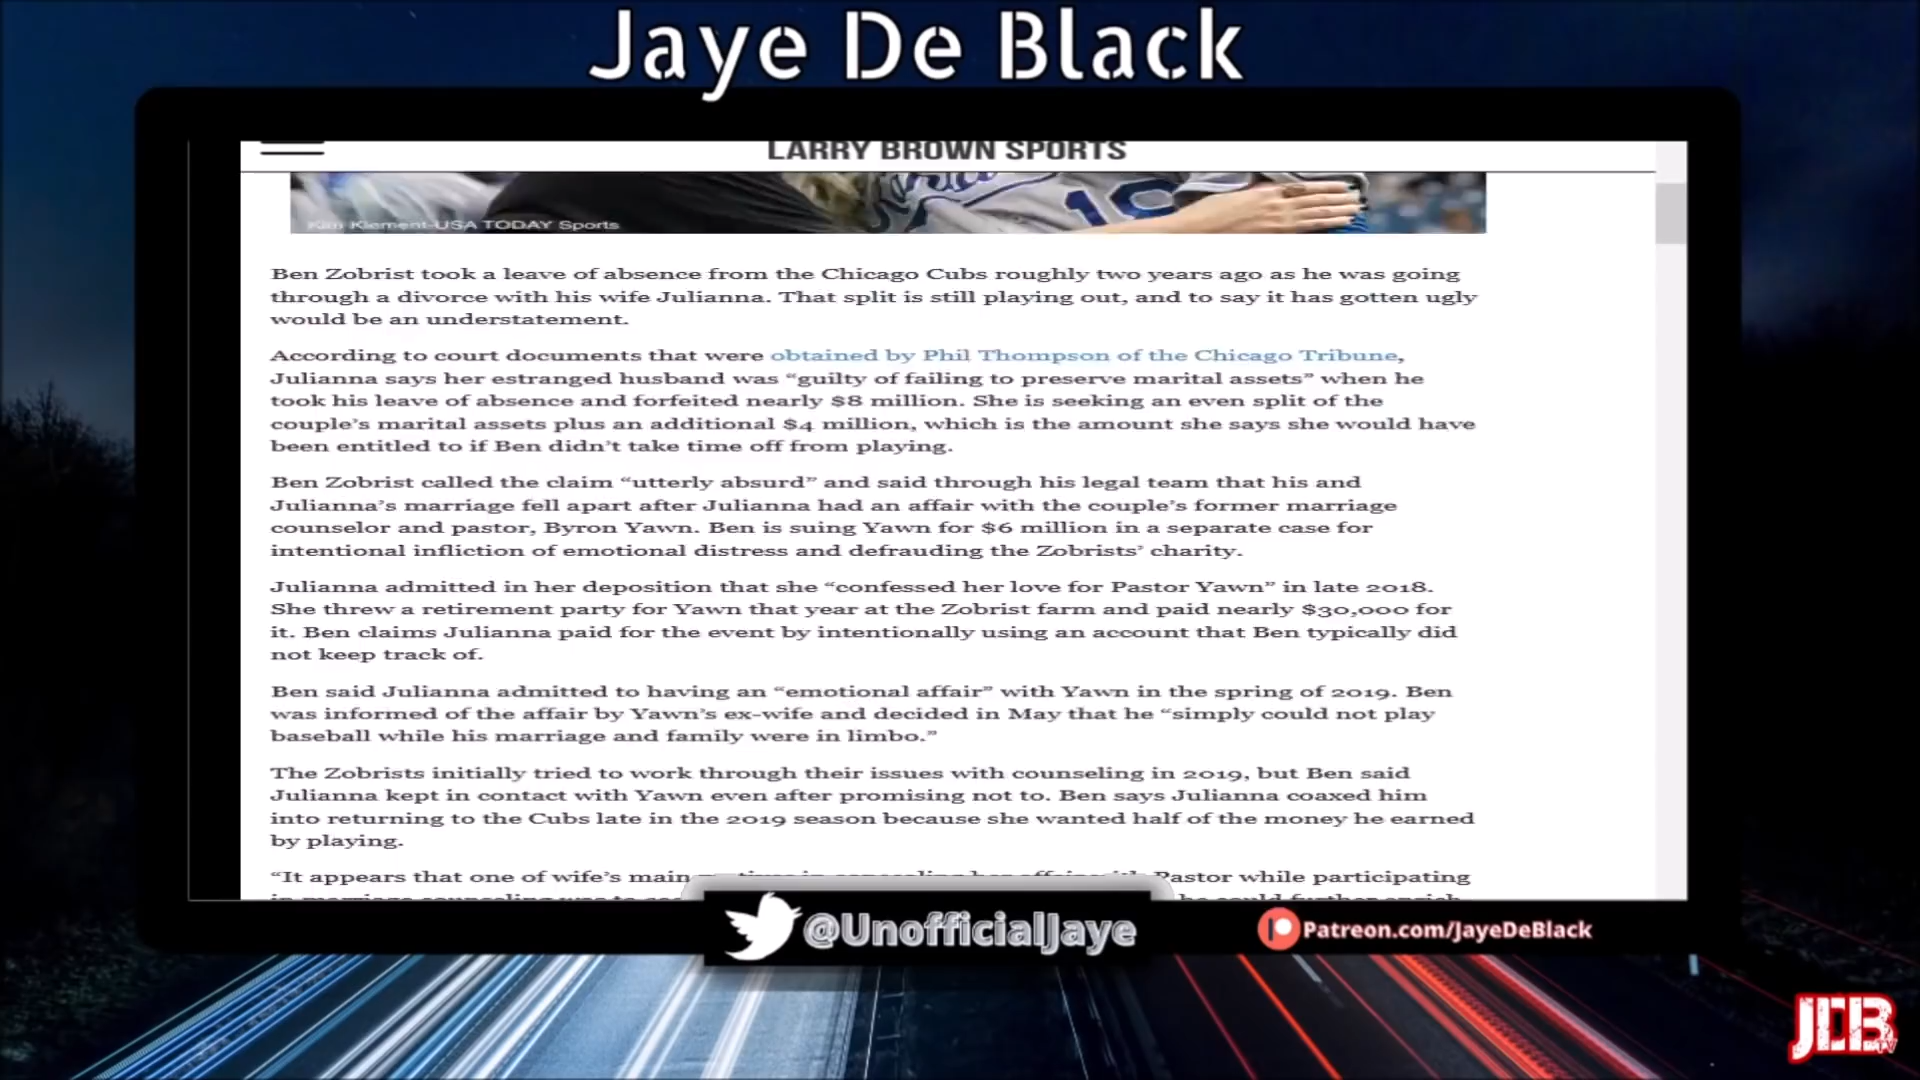 Jaye De Black
LARRY BROWN SPORTS
19
Kim Klement-USA TODAY Sports
Ben Zobrist took a leave of absence from the Chicago Cubs roughly two years ago as he was going
through a divorce with his wife Julianna. That split is still playing out, and to say it has gotten ugly
would be an understatement.
According to court documents that were obtained by Phil Thompson of the Chicago Tribune,
Julianna says her estranged husband was “guilty of failing to preserve marital assets” when he
took his leave of absence and forfeited nearly $8 million. She is seeking an even split of the
couple’s marital assets plus an additional $4 million, which is the amount she says she would have
been entitled to if Ben didn’t take time off from playing.
Ben Zobrist called the claim “utterly absurd” and said through his legal team that his and
Julianna’s marriage fell apart after Julianna had an affair with the couple’s former marriage
counselor and pastor, Byron Yawn. Ben is suing Yawn for $6 million in a separate case for
intentional infliction of emotional distress and defrauding the Zobrists’ charity.
Julianna admitted in her deposition that she “confessed her love for Pastor Yawn” in late 2018.
She threw a retirement party for Yawn that year at the Zobrist farm and paid nearly $30,000 for
it. Ben claims Julianna paid for the event by intentionally using an account that Ben typically did
not keep track of.
Ben said Julianna admitted to having an “emotional affair” with Yawn in the spring of 2019. Ben
was informed of the affair by Yawn’s ex-wife and decided in May that he “simply could not play
baseball while his marriage and family were in limbo.”
The Zobrists initially tried to work through their issues with counseling in 2019, but Ben said
Julianna kept in contact with Yawn even after promising not to. Ben says Julianna coaxed him
into returning to the Cubs late in the 2019 season because she wanted half of the money he earned
by playing.
“It appears that one of wife’s main Pastor while participating
@UnofficialJaye
Patreon.com/JayeDeBlack
JDB
TV